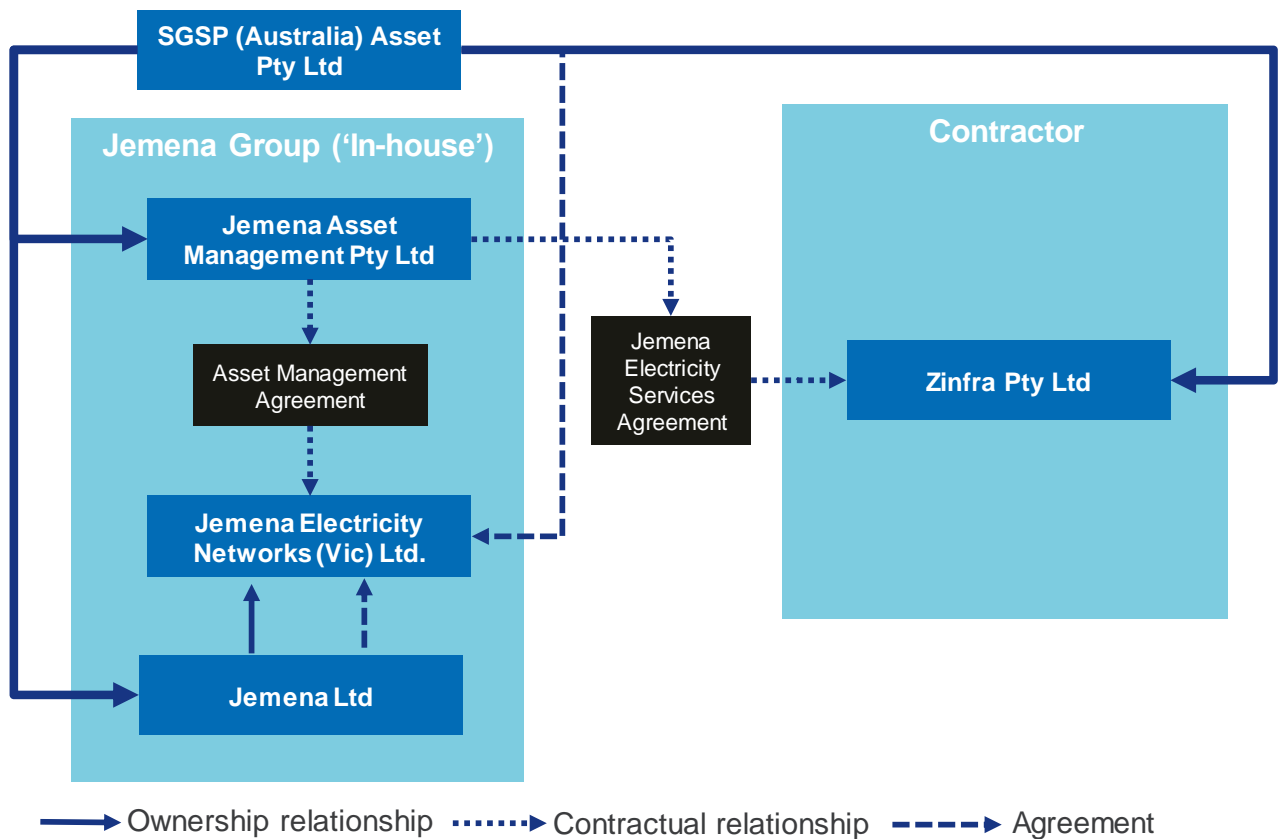 SGSP (Australia) Asset
Pty Ltd
Jemena Group (‘In-house’)
Contractor
Jemena Asset
Management Pty Ltd
Asset Management
Agreement
Jemena
Electricity
Services
Agreement
Zinfra Pty Ltd
Jemena Electricity
Networks (Vic) Ltd.
Jemena Ltd
Ownership relationship
Contractual relationship
Agreement